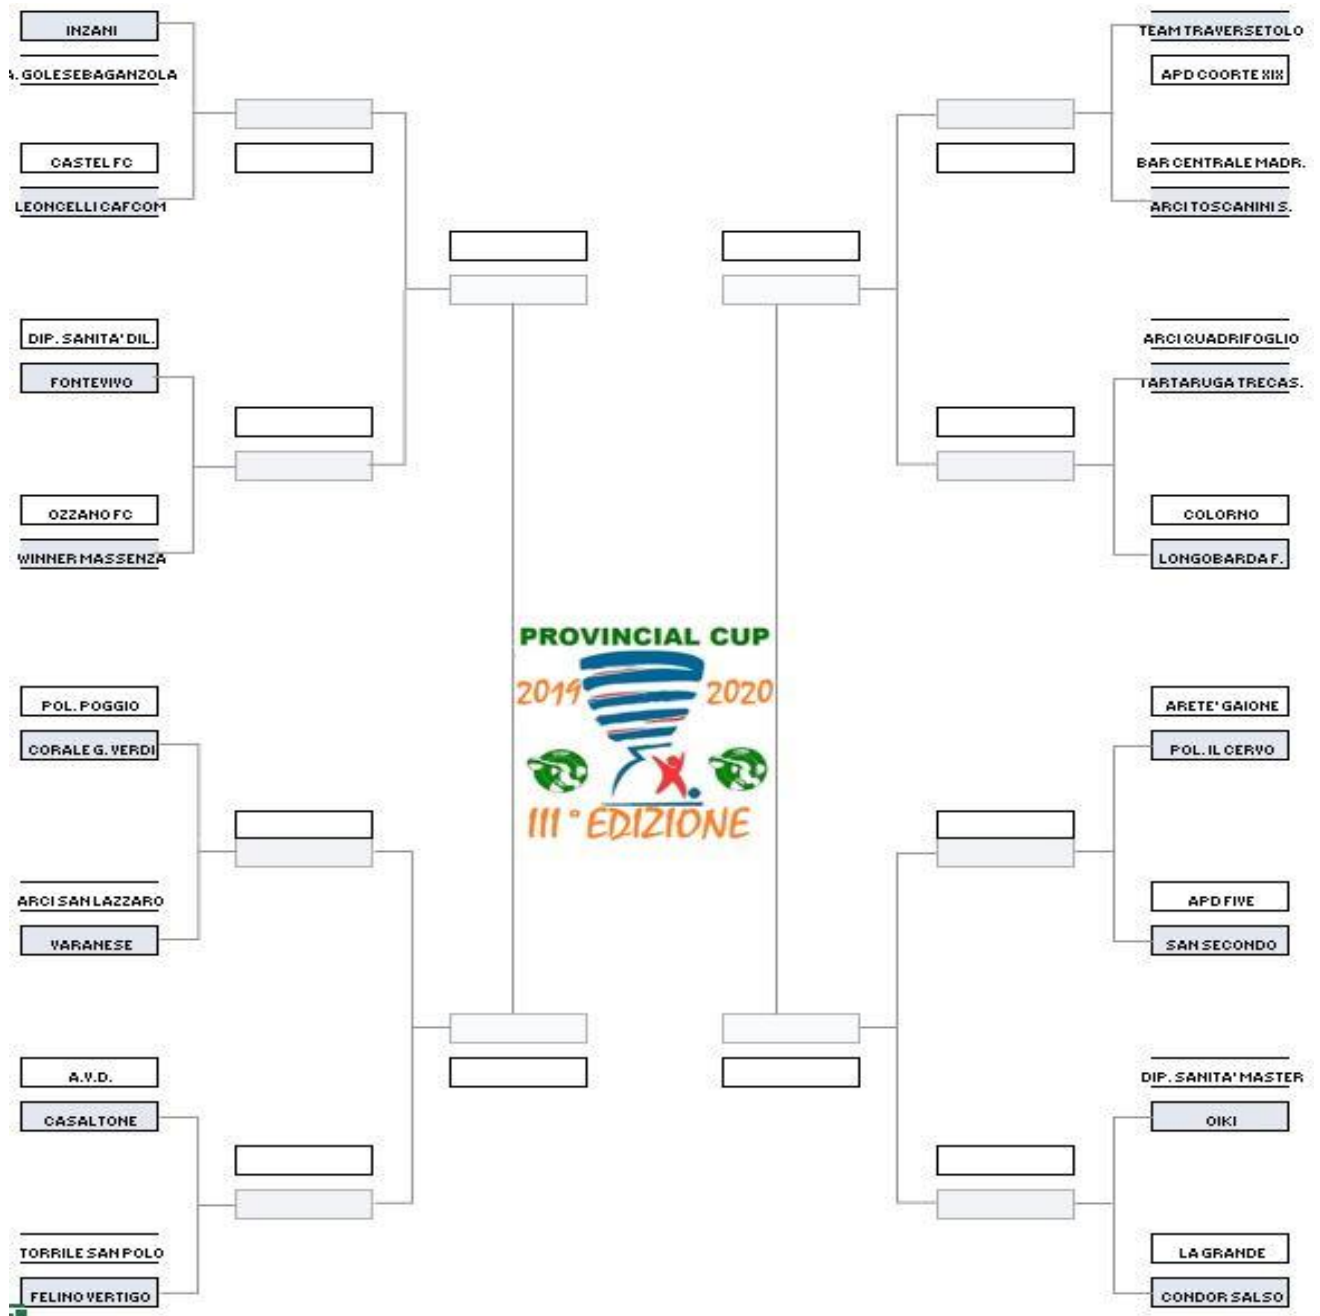 INZANI
A. GOLESE BAGANZOLA
CASTEL FC
LEONCELLI CAFCOM
DIP. SANITA' DIL.
FONTEVIVO
OZZANO FC
WINNER MASSENZA
POL. POGGIO
CORALE G. VERDI
ARCI SAN LAZZARO
VARANESE
A.V.D.
CASALTONE
TORRILE SAN POLO
FELINO VERTIGO
PROVINCIAL CUP
2019 2020
III° EDIZIONE
TEAM TRAVERSETOLO
APD COORTE XIX
BAR CENTRALE MADR.
ARCI TOSCANINI S.
ARCI QUADRIFOGLIO
TARTARUGA TRECAS.
COLORNO
LONGOBARDA F.
ARETE' GAIONE
POL. IL CERVO
APD FIVE
SAN SECONDO
DIP. SANITA' MASTER
OIKI
LA GRANDE
CONDOR SALSO